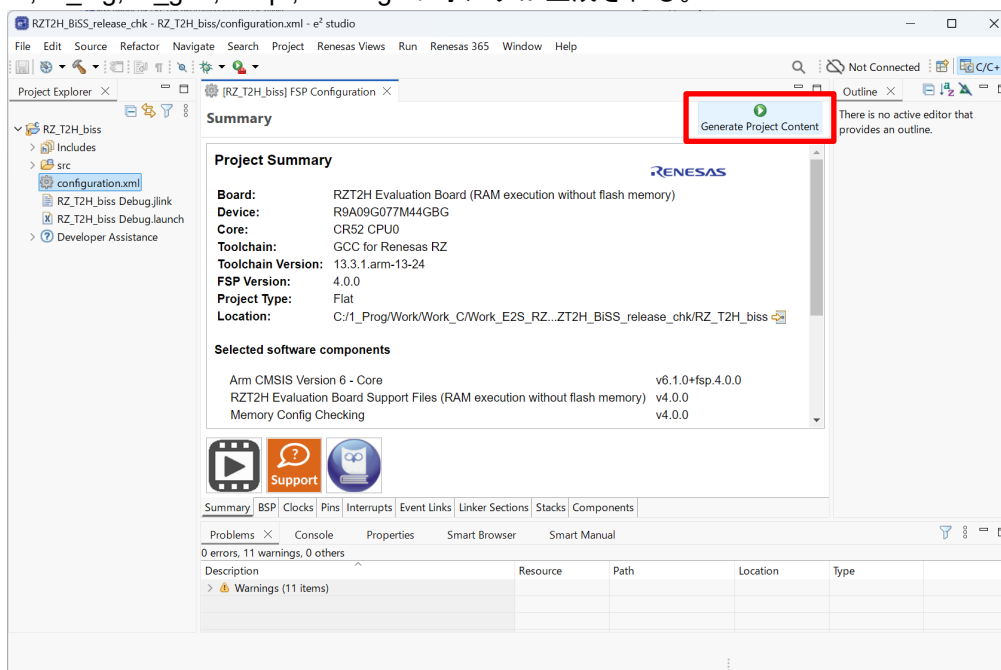 RZT2H_BiSS_release_chk - RZ_T2H_biss/configuration.xml - e² studio
File Edit Source Refactor Navigate Search Project Renesas Views Run Renesas 365 Window Help
Not Connected
C/C+
Project Explorer
[RZ_T2H_biss] FSP Configuration
Outline
There is no active editor that
provides an outline.
RZ_T2H_biss
Includes
src
configuration.xml
RZ_T2H_biss Debug.jlink
RZ_T2H_biss Debug.launch
Developer Assistance
Summary
Generate Project Content
Project Summary
RENESAS
Board: RZT2H Evaluation Board (RAM execution without flash memory)
Device: R9A09G077M44GBG
Core: CR52 CPU0
Toolchain: GCC for Renesas RZ
Toolchain Version: 13.3.1.arm-13-24
FSP Version: 4.0.0
Project Type: Flat
Location: C:/1_Prog/Work/Work_C/Work_E2S_RZ...ZT2H_BiSS_release_chk/RZ_T2H_biss
Selected software components
Arm CMSIS Version 6 - Core v6.1.0+fsp.4.0.0
RZT2H Evaluation Board Support Files (RAM execution without flash memory) v4.0.0
Memory Config Checking v4.0.0
Support
Summary BSP Clocks Pins Interrupts Event Links Linker Sections Stacks Components
Problems Console Properties Smart Browser Smart Manual
0 errors, 11 warnings, 0 others
Description Resource Path Location Type
Warnings (11 items)